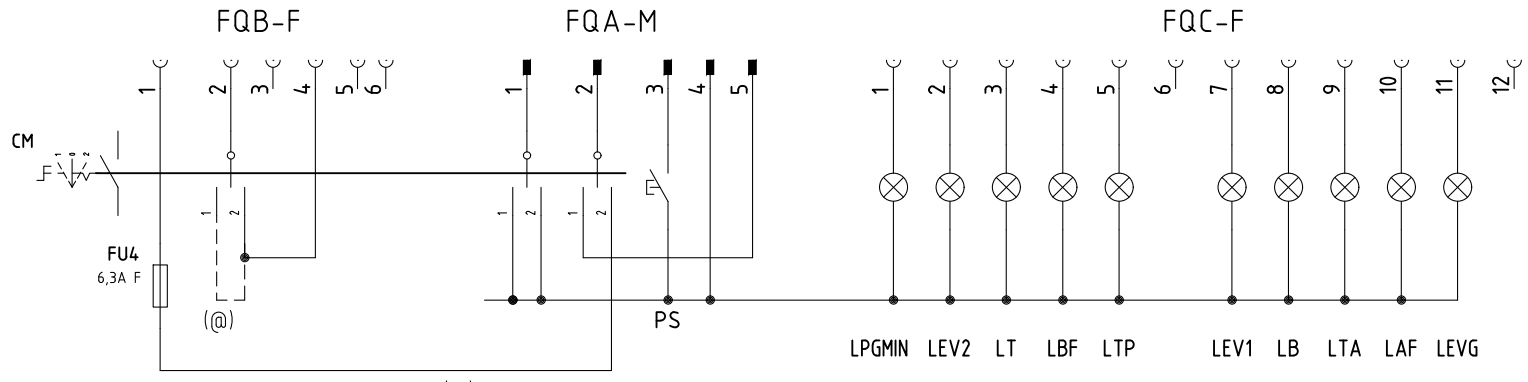 FQB-F FQA-M FQC-F
1 2 3 4 5 6 1 2 3 4 5 1 2 3 4 5 6 7 8 9 10 11 12
CM
1 0 2
1 2 1 2 1 2
FU4
6,3A F
(@)
PS
LPGMIN LEV2 LT LBF LTP LEV1 LB LTA LAF LEVG